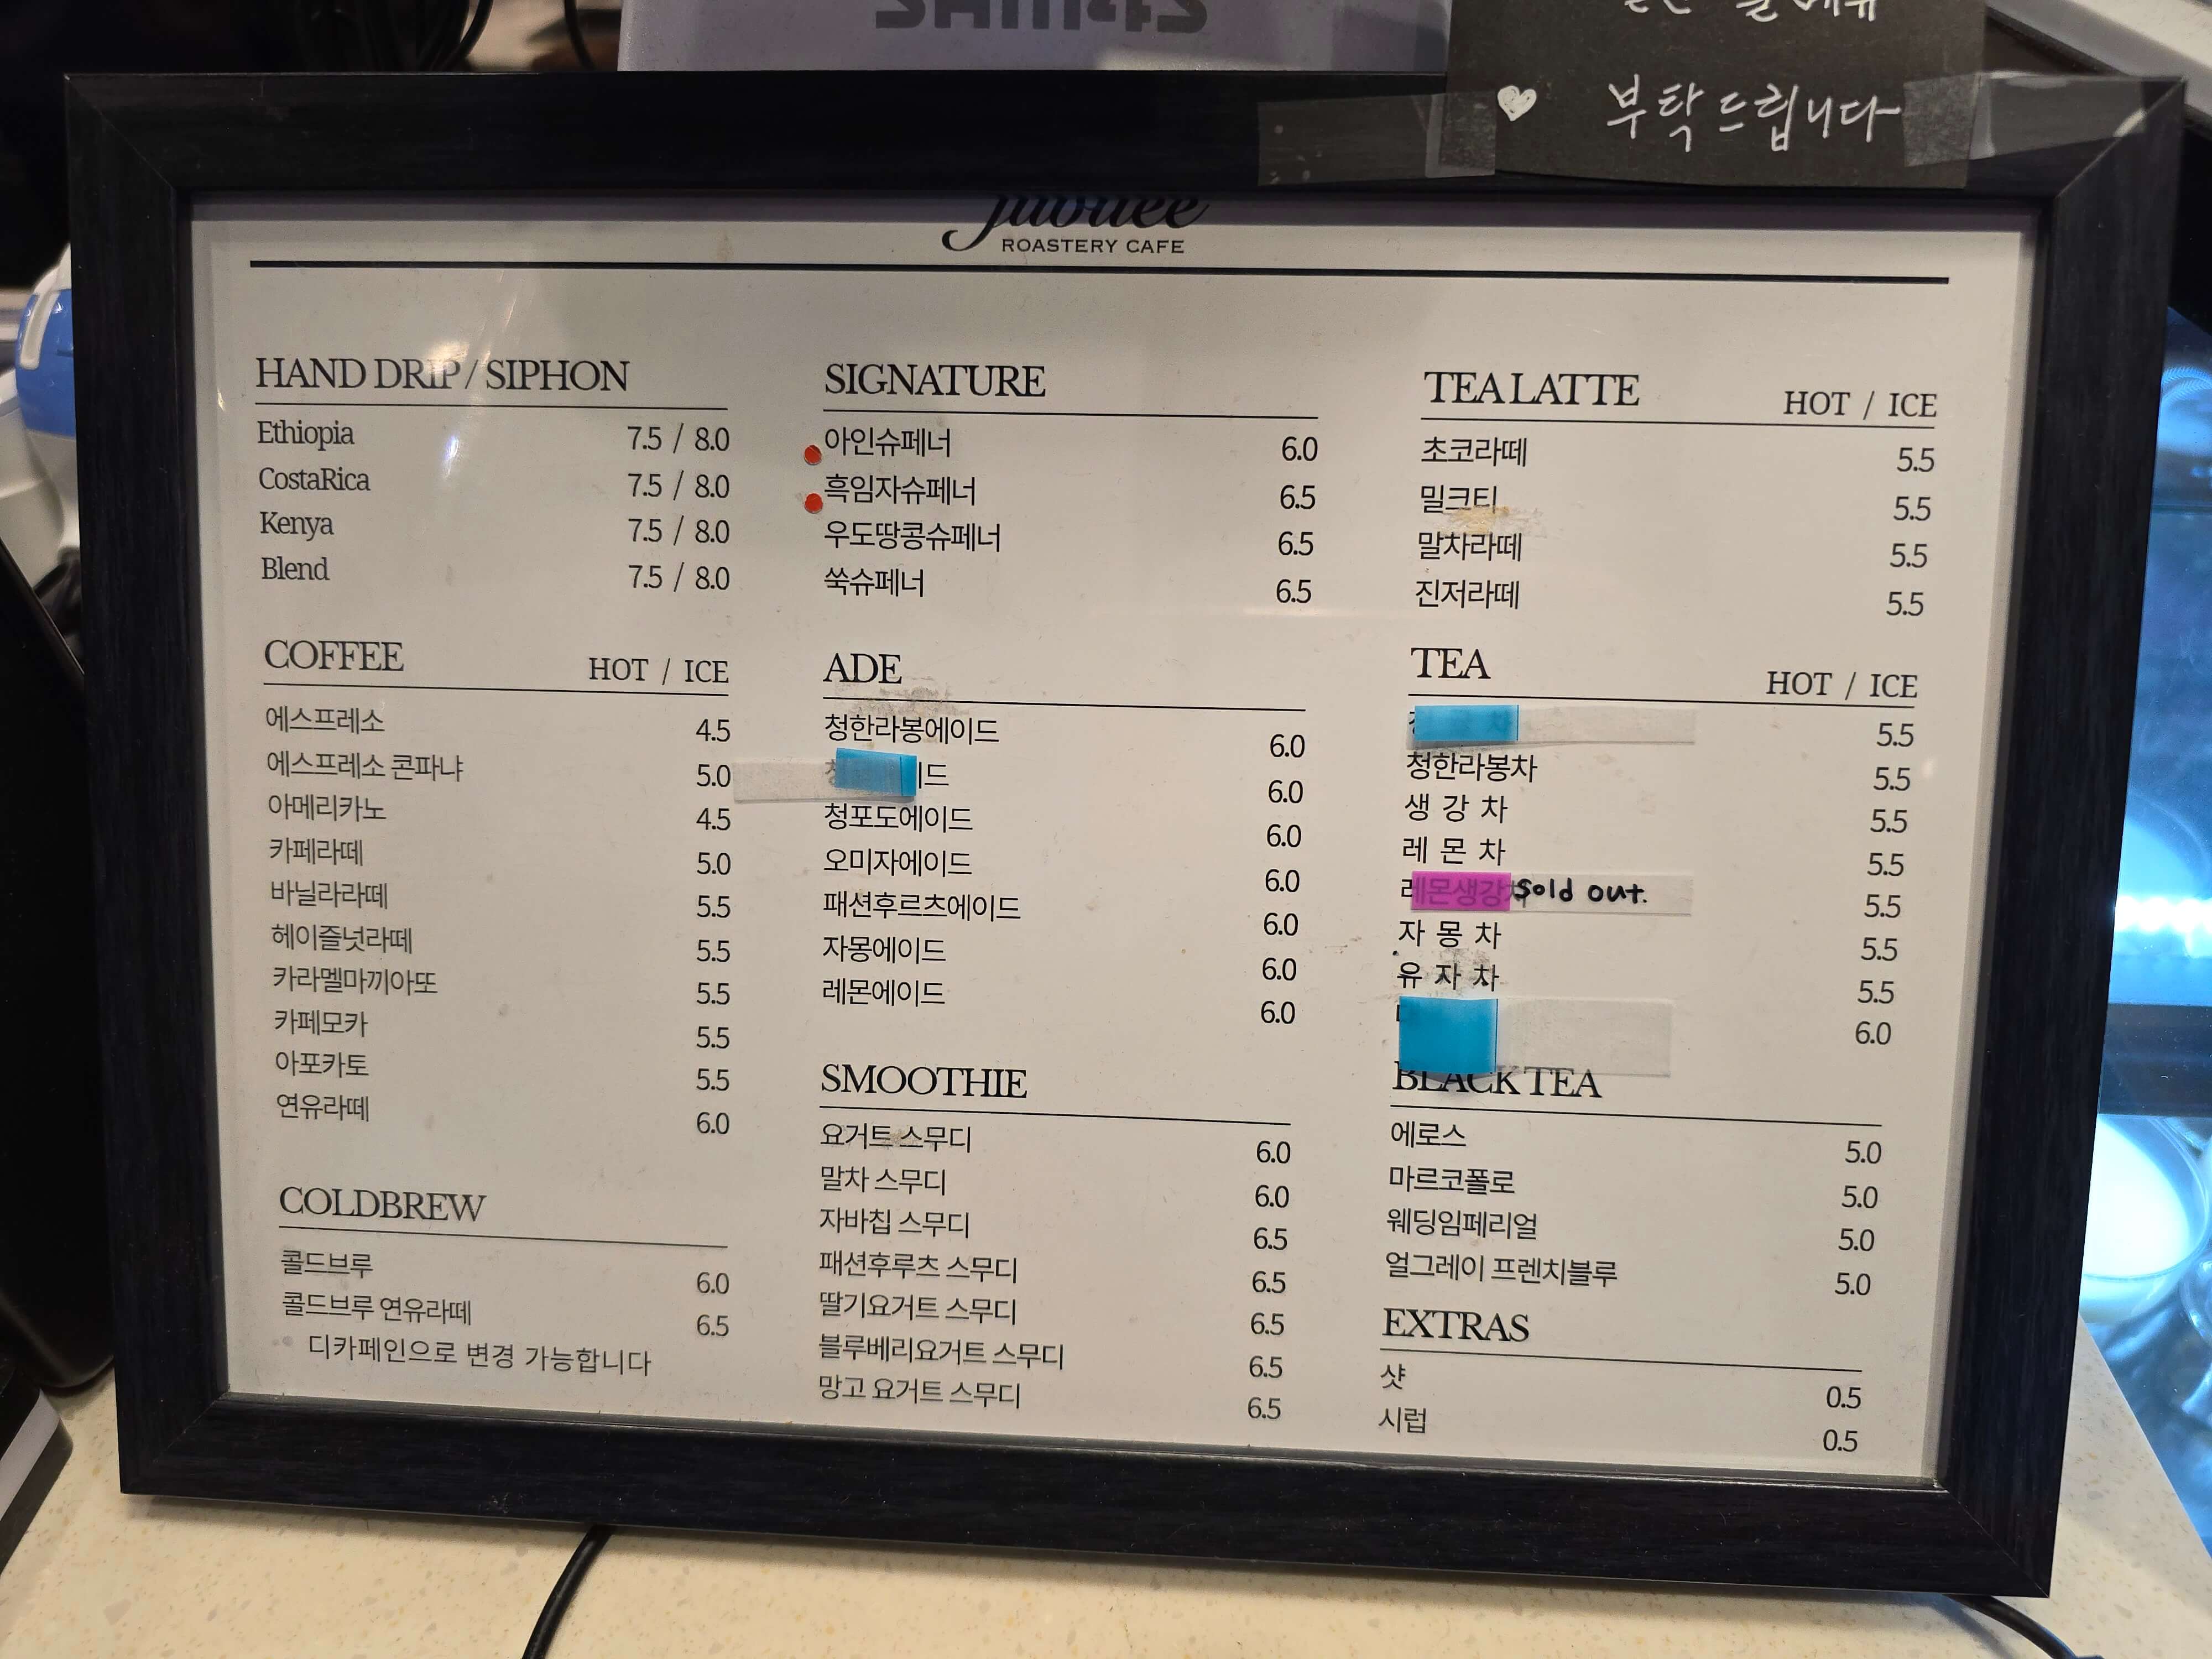 부탁드립니다
ROASTERY CAFE
HAND DRIP / SIPHON
Ethiopia 7.5 / 8.0
CostaRica 7.5 / 8.0
Kenya 7.5 / 8.0
Blend 7.5 / 8.0
COFFEE HOT / ICE
에스프레소 4.5
에스프레소 콘파냐 5.0
아메리카노 4.5
카페라떼 5.0
바닐라라떼 5.5
헤이즐넛라떼 5.5
카라멜마끼아또 5.5
카페모카 5.5
아포카토 5.5
연유라떼 6.0
COLDBREW
콜드브루 6.0
콜드브루 연유라떼 6.5
디카페인으로 변경 가능합니다
SIGNATURE
아인슈페너 6.0
흑임자슈페너 6.5
우도땅콩슈페너 6.5
쑥슈페너 6.5
ADE
청한라봉에이드 6.0
6.0
청포도에이드 6.0
오미자에이드 6.0
패션후르츠에이드 6.0
자몽에이드 6.0
레몬에이드 6.0
SMOOTHIE
요거트 스무디 6.0
말차 스무디 6.0
자바칩 스무디 6.5
패션후루츠 스무디 6.5
딸기요거트 스무디 6.5
블루베리요거트 스무디 6.5
망고 요거트 스무디 6.5
TEA LATTE HOT / ICE
초코라떼 5.5
밀크티 5.5
말차라떼 5.5
진저라떼 5.5
TEA HOT / ICE
5.5
청한라봉차 5.5
생 강 차 5.5
레 몬 차 5.5
레몬생강차 sold out. 5.5
자 몽 차 5.5
유 자 차 5.5
6.0
BLACK TEA
에로스 5.0
마르코폴로 5.0
웨딩임페리얼 5.0
얼그레이 프렌치블루 5.0
EXTRAS
샷 0.5
시럽 0.5